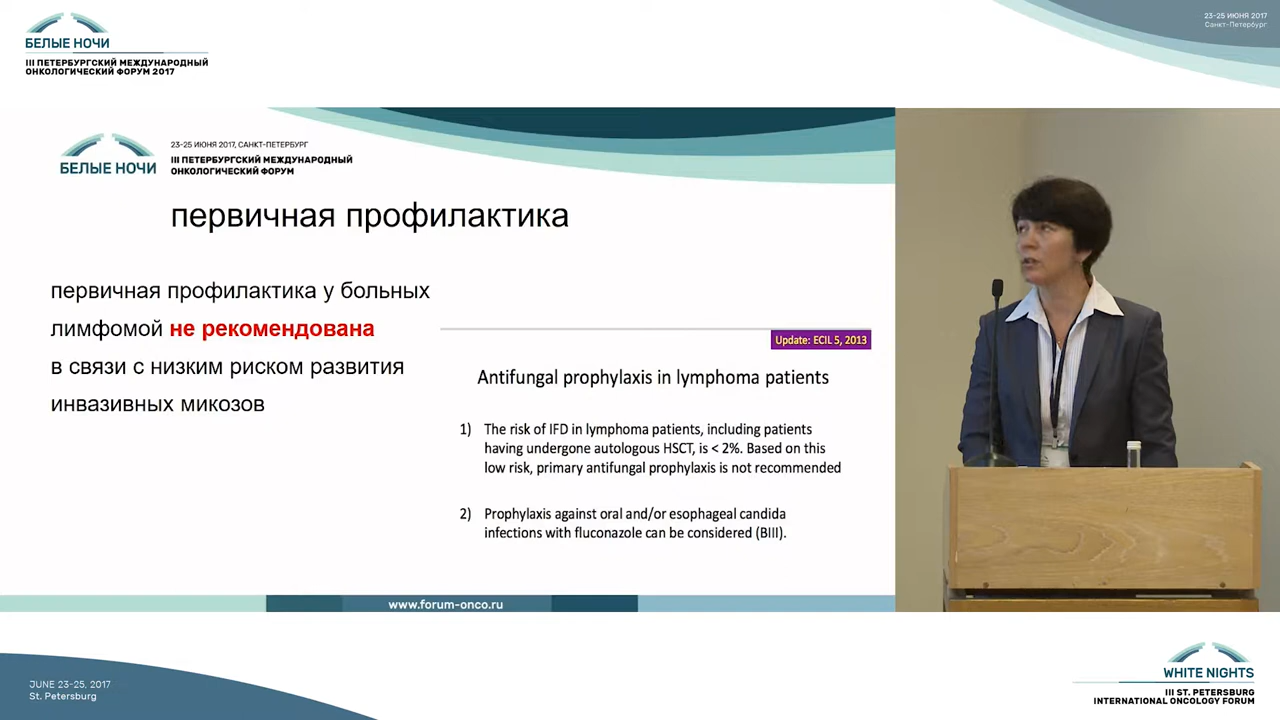 БЕЛЫЕ НОЧИ
III ПЕТЕРБУРГСКИЙ МЕЖДУНАРОДНЫЙ
ОНКОЛОГИЧЕСКИЙ ФОРУМ 2017
23-25 ИЮНЯ 2017
Санкт-Петербург
БЕЛЫЕ НОЧИ
23-25 ИЮНЯ 2017, САНКТ-ПЕТЕРБУРГ
III ПЕТЕРБУРГСКИЙ МЕЖДУНАРОДНЫЙ
ОНКОЛОГИЧЕСКИЙ ФОРУМ
первичная профилактика
первичная профилактика у больных
лимфомой не рекомендована
в связи с низким риском развития
инвазивных микозов
Update: ECIL 5, 2013
Antifungal prophylaxis in lymphoma patients
1) The risk of IFD in lymphoma patients, including patients
having undergone autologous HSCT, is < 2%. Based on this
low risk, primary antifungal prophylaxis is not recommended
2) Prophylaxis against oral and/or esophageal candida
infections with fluconazole can be considered (BIII).
www.forum-onco.ru
JUNE 23-25, 2017
St. Petersburg
WHITE NIGHTS
III ST. PETERSBURG
INTERNATIONAL ONCOLOGY FORUM